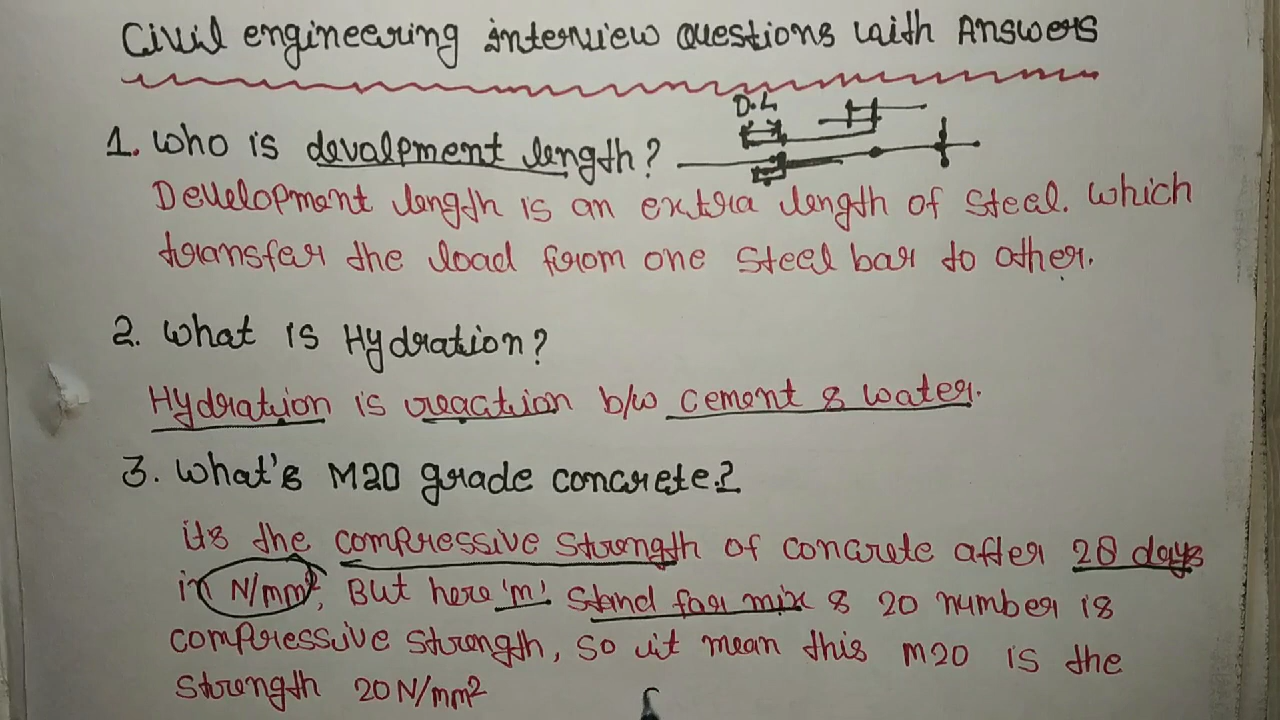 Civil engineering interview Questions with Answers
D.L
1. Who is devalpment length?
Development length is an extra length of steel. Which
transfer the load from one steel bar to other.
2. What is Hydration?
Hydration is reaction b/w cement & water.
3. What's M20 grade concrete?
its the compressive strength of concrete after 28 days
in N/mm², But here 'm' stand for mix & 20 number is
compressive strength, so it mean this M20 is the
strength 20 N/mm²